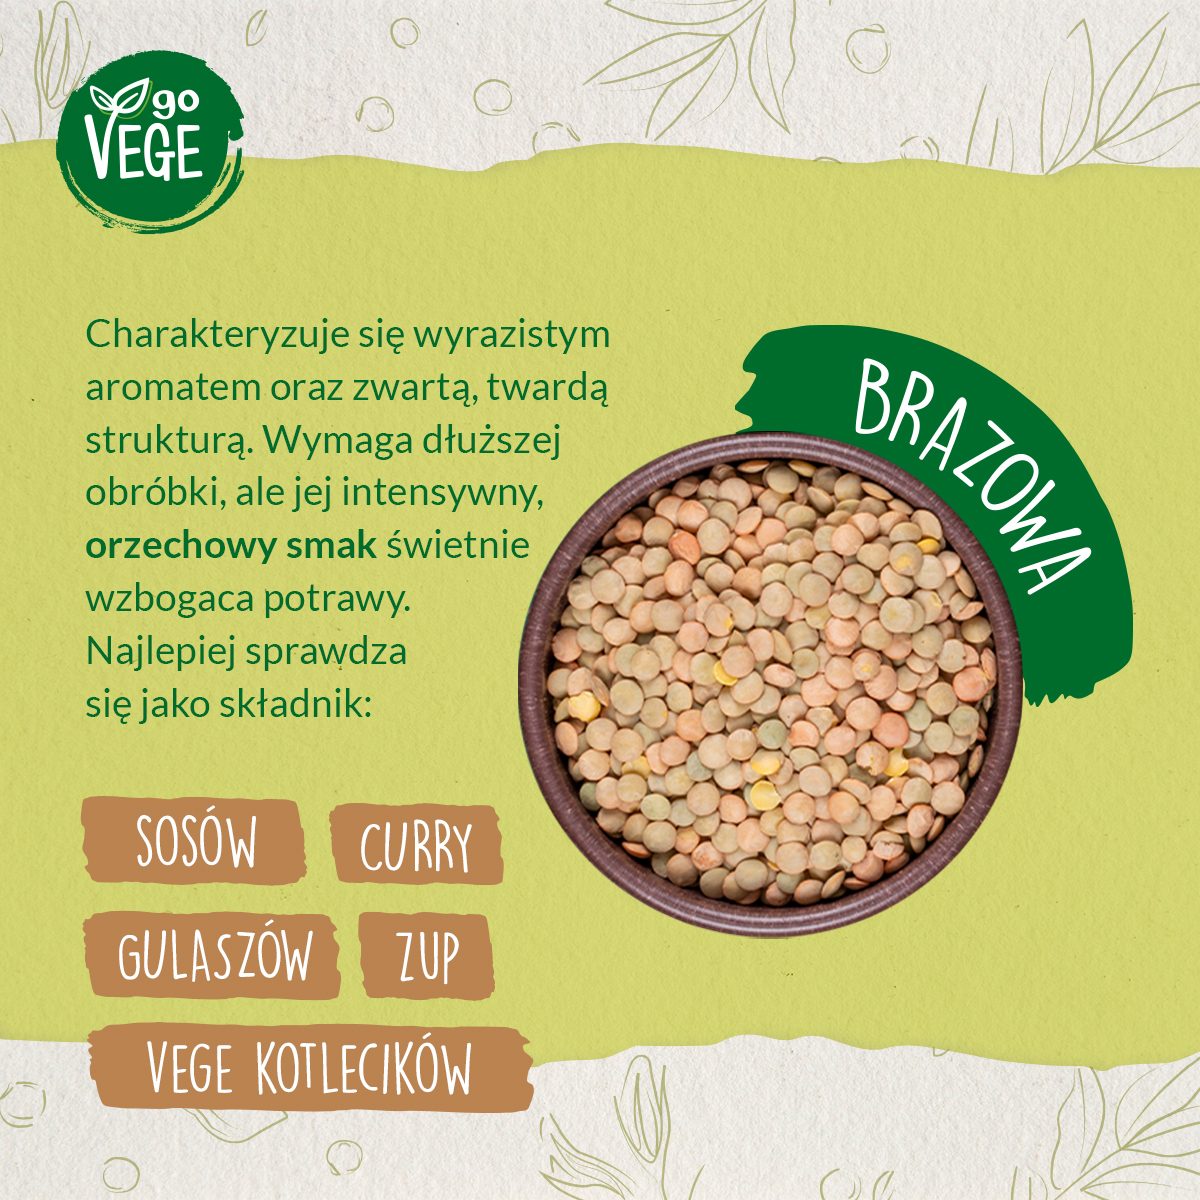 go
VEGE
Charakteryzuje się wyrazistym
aromatem oraz zwartą, twardą
strukturą. Wymaga dłuższej
obróbki, ale jej intensywny,
orzechowy smak świetnie
wzbogaca potrawy.
Najlepiej sprawdza
się jako składnik:
BRAZOWA
SOSÓW
CURRY
GULASZÓW
ZUP
VEGE KOTLECIKÓW